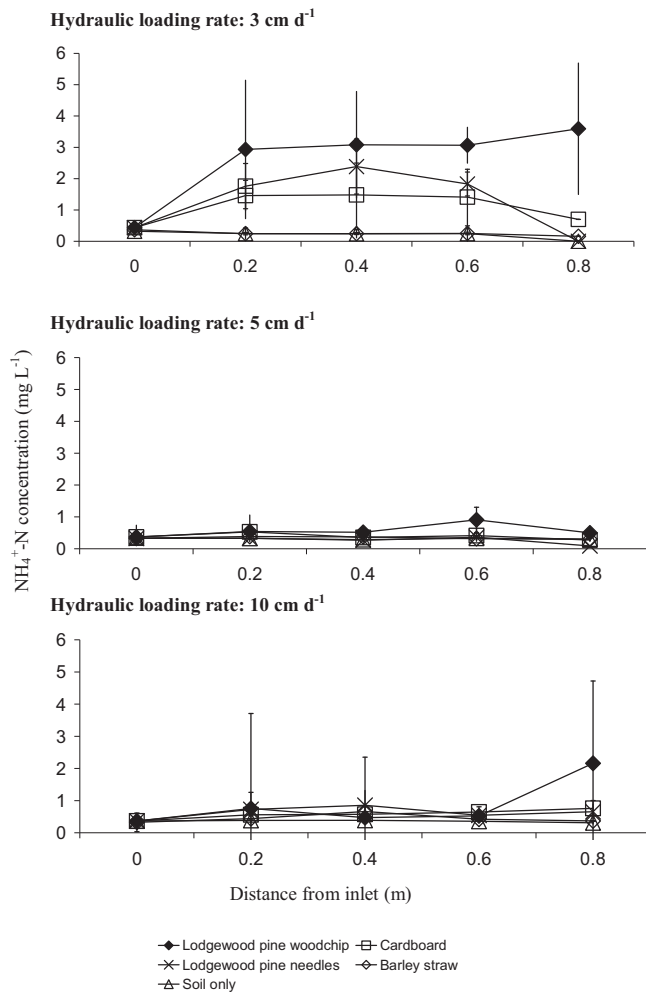 Hydraulic loading rate: 3 cm d⁻¹
6
5
4
3
2
1
0
0 0.2 0.4 0.6 0.8
Hydraulic loading rate: 5 cm d⁻¹
NH₄⁺-N concentration (mg L⁻¹)
6
5
4
3
2
1
0
0 0.2 0.4 0.6 0.8
Hydraulic loading rate: 10 cm d⁻¹
6
5
4
3
2
1
0
0 0.2 0.4 0.6 0.8
Distance from inlet (m)
Lodgewood pine woodchip Cardboard
Lodgewood pine needles Barley straw
Soil only